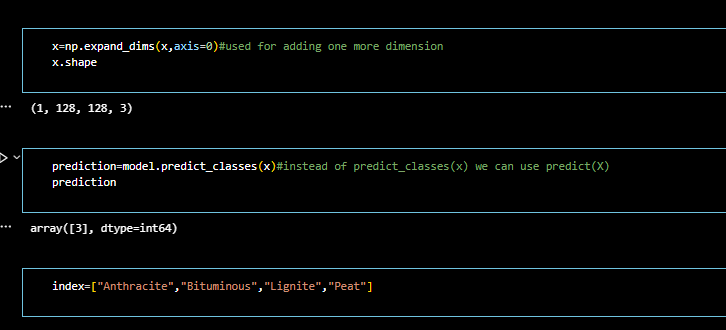 x=np.expand_dims(x,axis=0)#used for adding one more dimension
x.shape
... (1, 128, 128, 3)
prediction=model.predict_classes(x)#instead of predict_classes(x) we can use predict(X)
prediction
... array([3], dtype=int64)
index=["Anthracite","Bituminous","Lignite","Peat"]